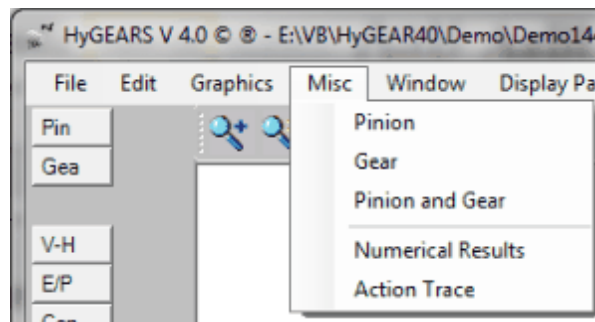 HyGEARS V 4.0 © ® - E:\VB\HyGEAR40\Demo\Demo14
File Edit Graphics Misc Window Display Pa
Pin
Gea
V-H
E/P
Pinion
Gear
Pinion and Gear
Numerical Results
Action Trace